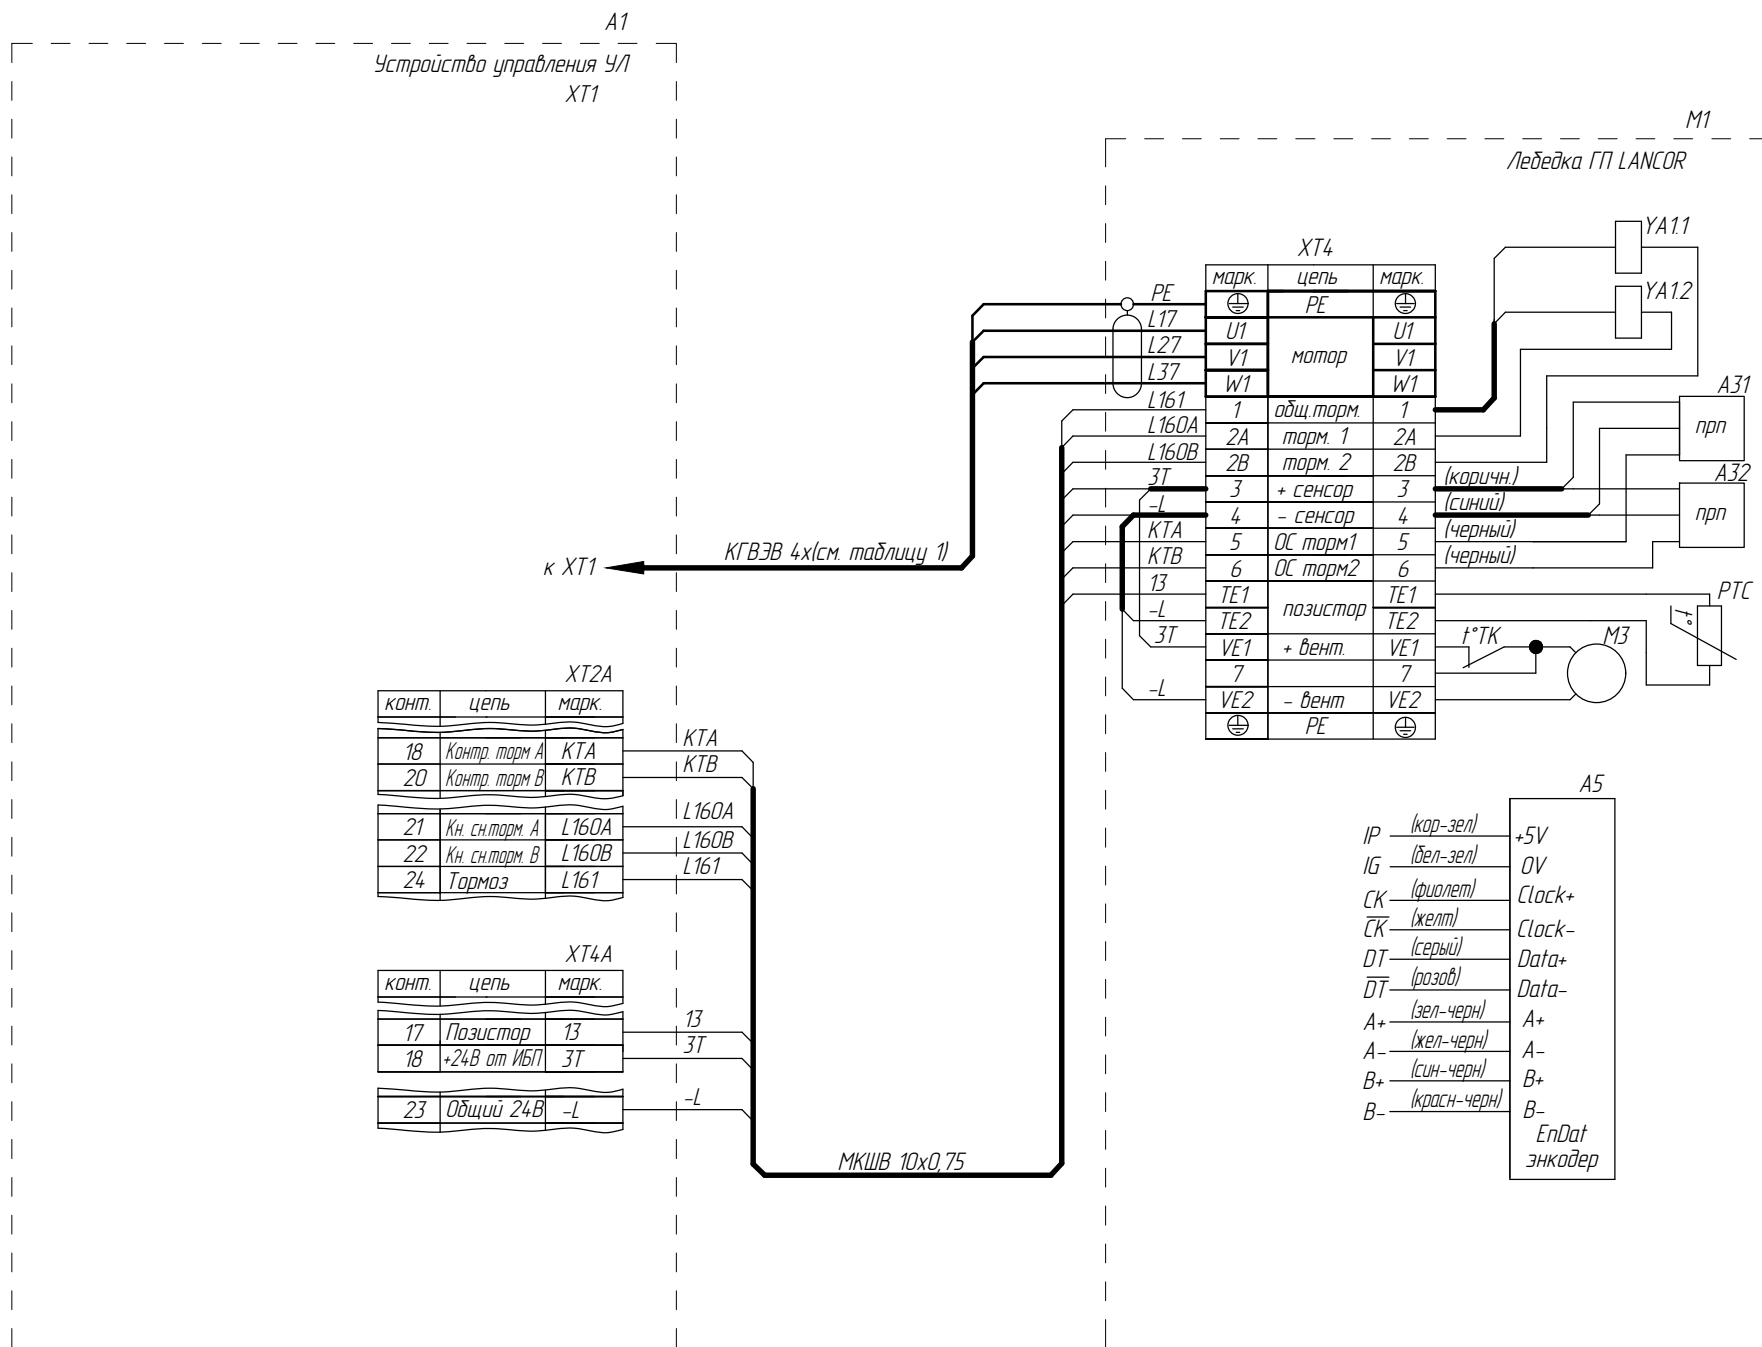 A1
Устройство управления УЛ
XT1
M1
Лебедка ГП LANCOR
XT4
марк. цепь марк.
PE PE
L17 U1 мотор U1
L27 V1 V1
L37 W1 W1
L161 1 общ.торм. 1
L160A 2A торм. 1 2A
L160B 2B торм. 2 2B
3T 3 + сенсор 3 (коричн.)
-L 4 - сенсор 4 (синий)
KTA 5 ОС торм1 5 (черный)
KTB 6 ОС торм2 6 (черный)
13 TE1 позистор TE1
-L TE2 TE2
3T VE1 + вент. VE1
7 7
-L VE2 - вент VE2
PE
YA1.1
YA1.2
A31
прп
A32
прп
PTC
t°
t°TK
M3
КГВЭВ 4х(см. таблицу 1)
к XT1
XT2A
конт. цепь марк.
18 Контр. торм A KTA KTA
20 Контр. торм B KTB KTB
21 Кн. сн.торм. A L160A L160A
22 Кн. сн.торм. B L160B L160B
24 Тормоз L161 L161
XT4A
конт. цепь марк.
17 Позистор 13 13
18 +24В от ИБП 3T 3T
23 Общий 24В -L -L
МКШВ 10х0,75
A5
IP (кор-зел) +5V
IG (бел-зел) 0V
CK (фиолет) Clock+
C̅K̅ (желт) Clock-
DT (серый) Data+
D̅T̅ (розов) Data-
A+ (зел-черн) A+
A- (жел-черн) A-
B+ (син-черн) B+
B- (красн-черн) B-
EnDat
энкодер